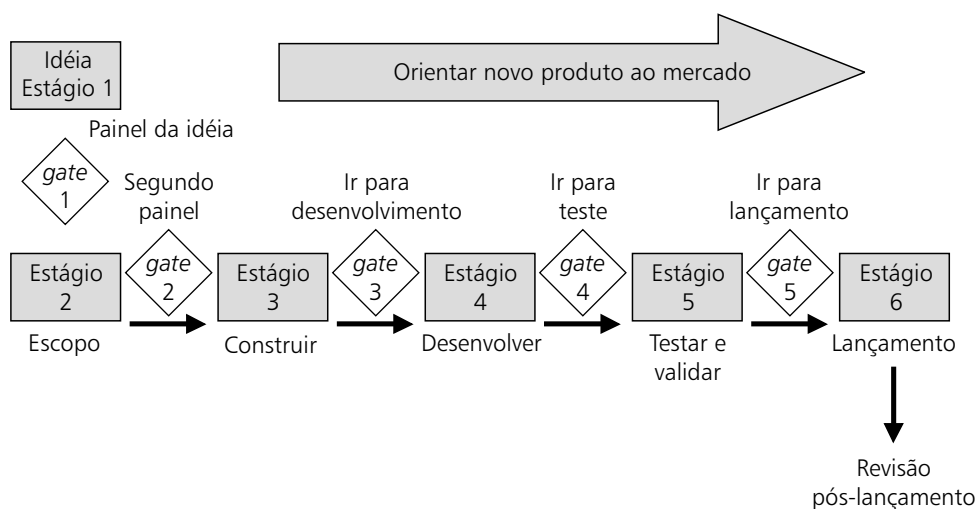 Idéia
Estágio 1
Orientar novo produto ao mercado
Painel da idéia
gate
1
Segundo
painel
Ir para
desenvolvimento
Ir para
teste
Ir para
lançamento
Estágio
2
gate
2
Estágio
3
gate
3
Estágio
4
gate
4
Estágio
5
gate
5
Estágio
6
Escopo
Construir
Desenvolver
Testar e
validar
Lançamento
Revisão
pós-lançamento